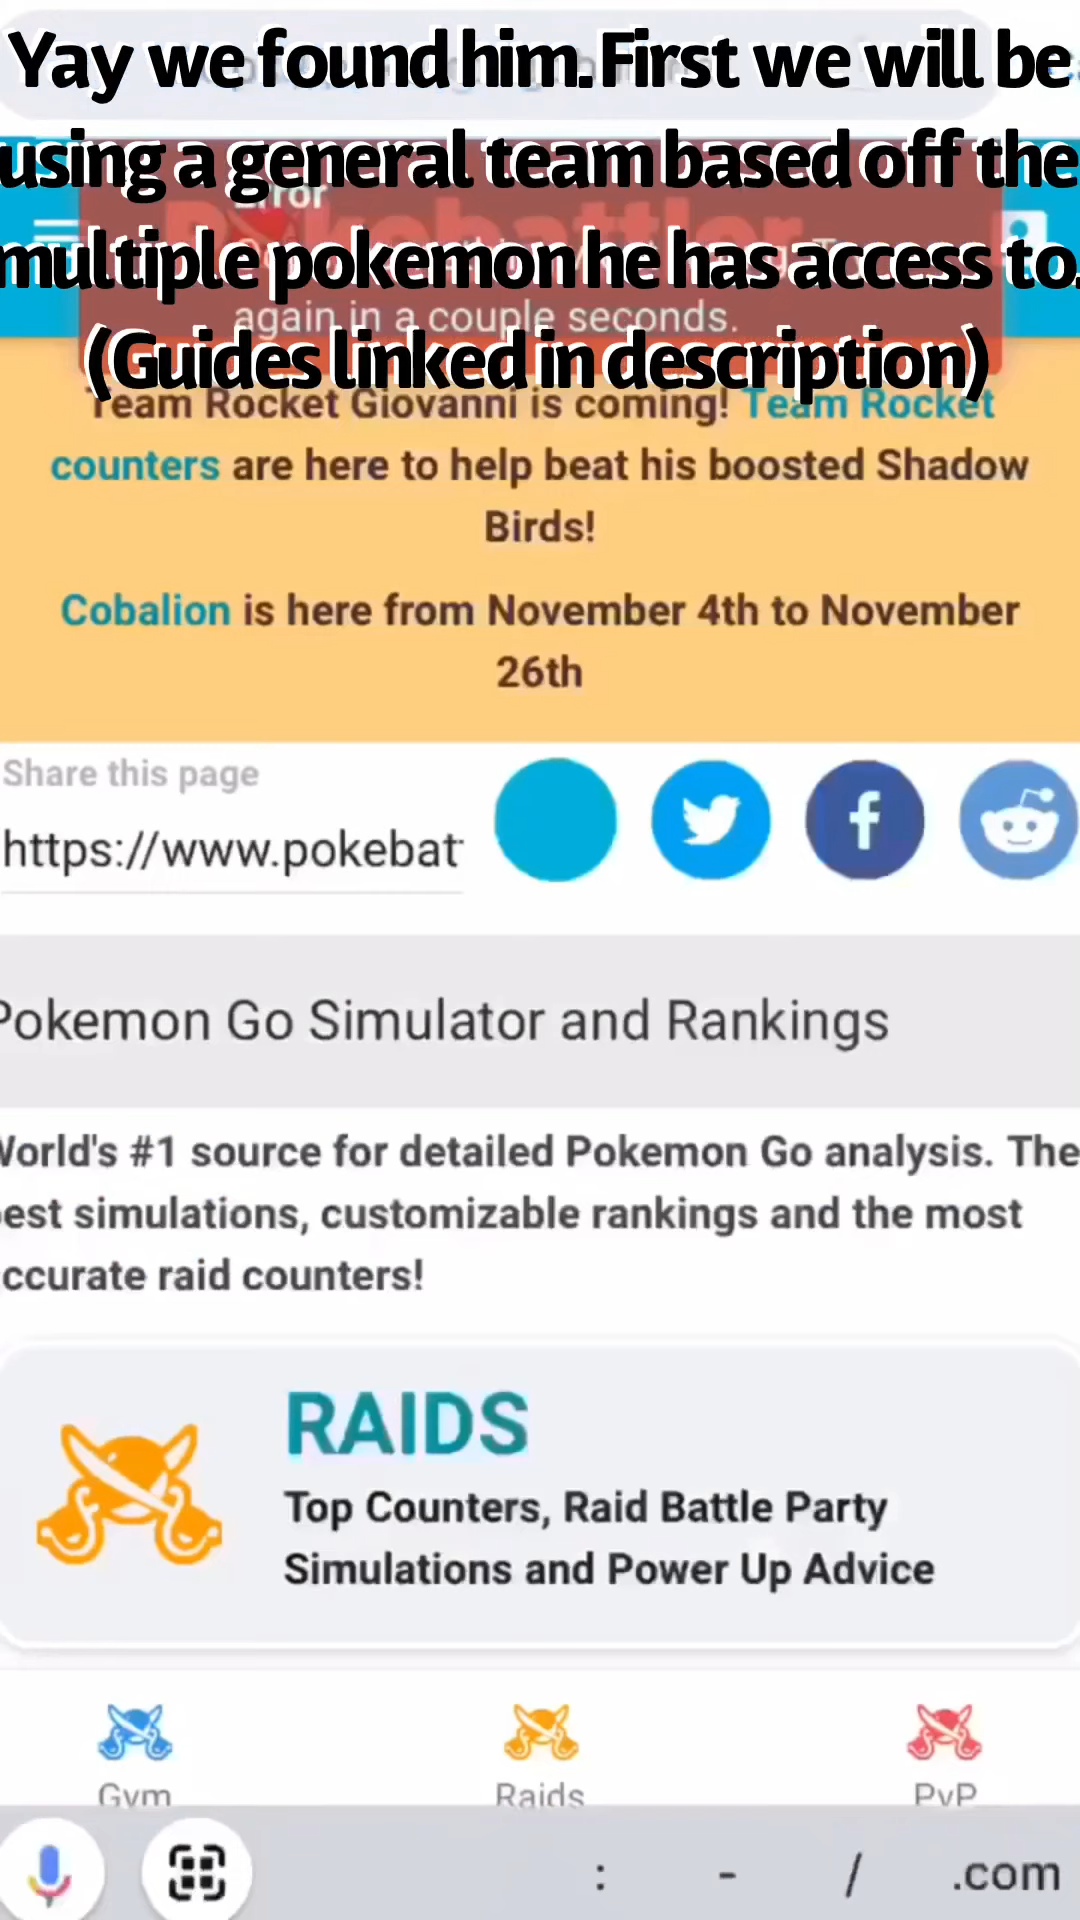 Yay we found him. First we will be
using a general team based off the
multiple pokemon he has access to.
(Guides linked in description)
Error
Pokebattler
again in a couple seconds.
Team Rocket Giovanni is coming! Team Rocket
counters are here to help beat his boosted Shadow
Birds!
Cobalion is here from November 4th to November
26th
Share this page
https://www.pokebat
Pokemon Go Simulator and Rankings
World's #1 source for detailed Pokemon Go analysis. The
est simulations, customizable rankings and the most
ccurate raid counters!
RAIDS
Top Counters, Raid Battle Party
Simulations and Power Up Advice
Gym Raids PvP
: - / .com